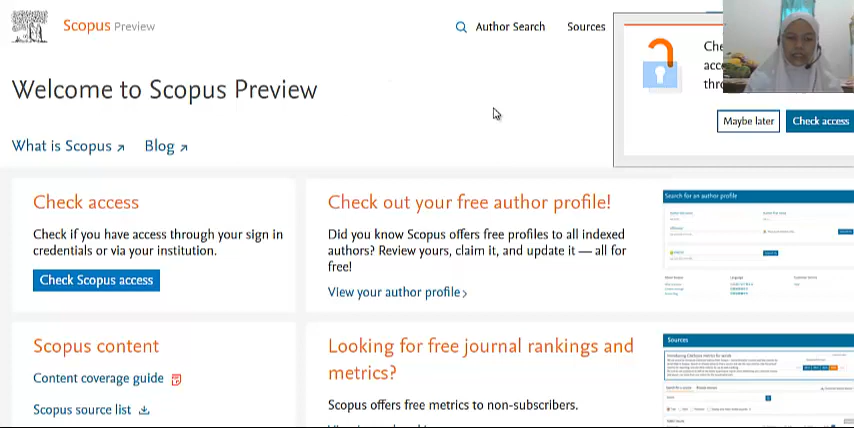 Scopus Preview
Author Search
Sources
Welcome to Scopus Preview
Maybe later
Check access
What is Scopus
Blog
Check access
Check if you have access through your sign in
credentials or via your institution.
Check Scopus access
Check out your free author profile!
Did you know Scopus offers free profiles to all indexed
authors? Review yours, claim it, and update it — all for
free!
View your author profile
Search for an author profile
Scopus content
Content coverage guide
Scopus source list
Looking for free journal rankings and
metrics?
Scopus offers free metrics to non-subscribers.
Sources